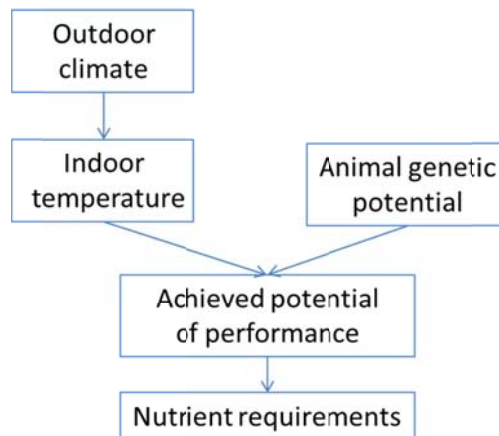 Outdoor
climate
Indoor
temperature
Animal genetic
potential
Achieved potential
of performance
Nutrient requirements